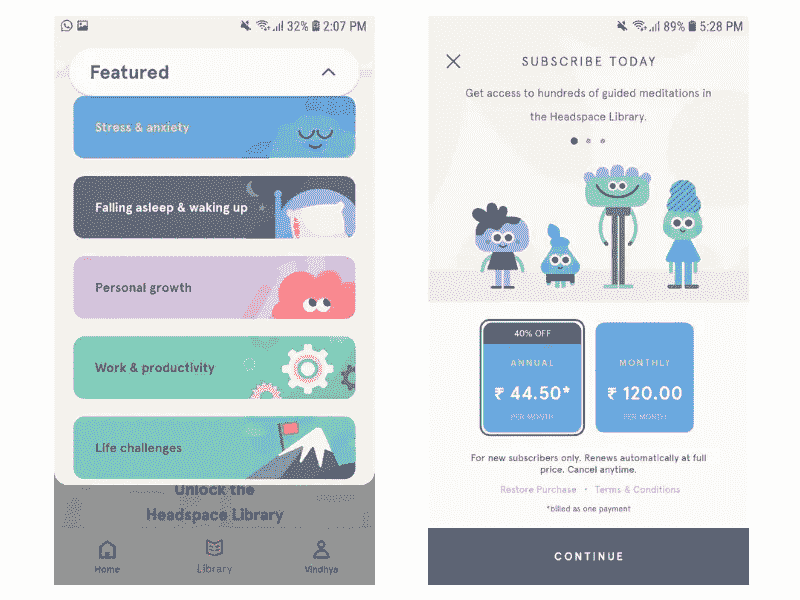 32% 2:07 PM
Featured
Stress & anxiety
Falling asleep & waking up
Personal growth
Work & productivity
Life challenges
Unlock the
Headspace Library
Home
Library
Vindhya
89% 5:28 PM
SUBSCRIBE TODAY
Get access to hundreds of guided meditations in
the Headspace Library.
40% OFF
ANNUAL
₹ 44.50*
PER MONTH
MONTHLY
₹ 120.00
PER MONTH
For new subscribers only. Renews automatically at full
price. Cancel anytime.
Restore Purchase • Terms & Conditions
*billed as one payment
CONTINUE